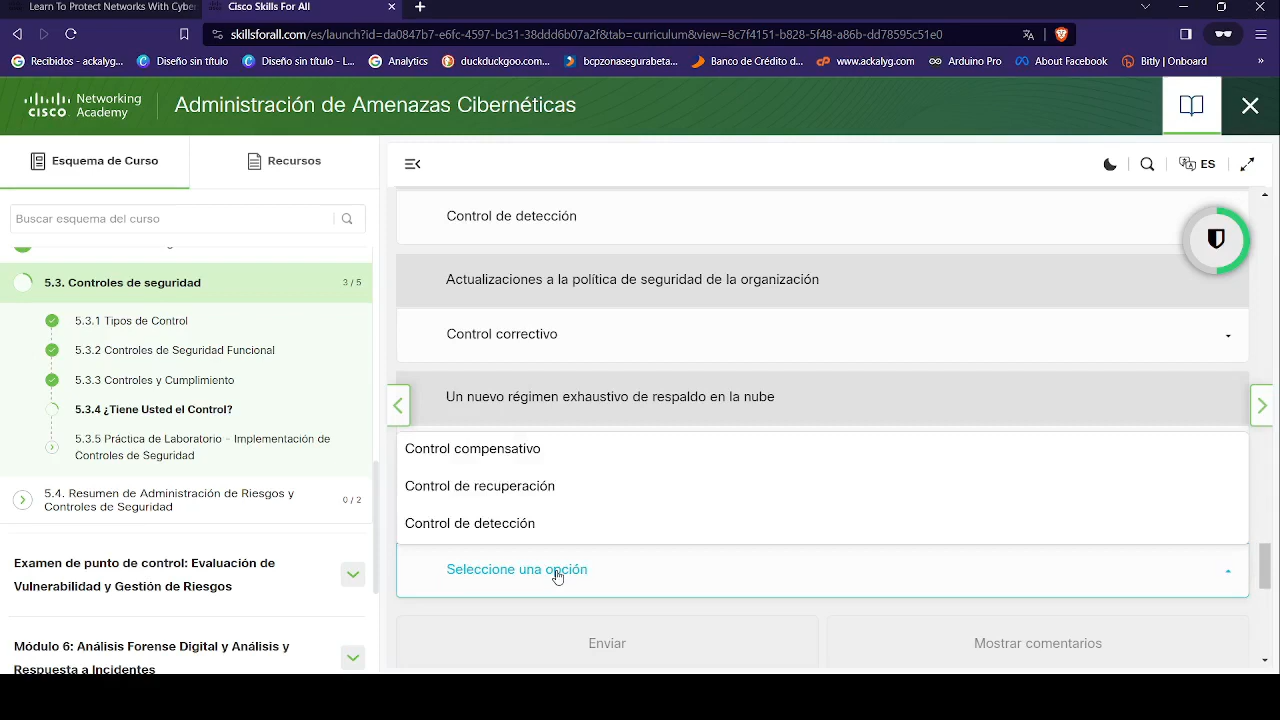 Learn To Protect Networks With Cyber
Cisco Skills For All
skillsforall.com/es/launch?id=da0847b7-e6fc-4597-bc31-38ddd6b07a2f&tab=curriculum&view=8c7f4151-b828-5f48-a86b-dd78595c51e0
Recibidos - ackalyg...
Diseño sin título
Diseño sin título - L...
Analytics
duckduckgoo.com...
bcpzonasegurabeta...
Banco de Crédito d...
www.ackalyg.com
Arduino Pro
About Facebook
Bitly | Onboard
»
cisco Networking Academy
Administración de Amenazas Cibernéticas
Esquema de Curso
Recursos
ES
Buscar esquema del curso
5.3. Controles de seguridad
3 / 5
5.3.1 Tipos de Control
5.3.2 Controles de Seguridad Funcional
5.3.3 Controles y Cumplimiento
5.3.4 ¿Tiene Usted el Control?
5.3.5 Práctica de Laboratorio - Implementación de
Controles de Seguridad
5.4. Resumen de Administración de Riesgos y
Controles de Seguridad
0 / 2
Examen de punto de control: Evaluación de
Vulnerabilidad y Gestión de Riesgos
Módulo 6: Análisis Forense Digital y Análisis y
Respuesta a Incidentes
Control de detección
Actualizaciones a la política de seguridad de la organización
Control correctivo
Un nuevo régimen exhaustivo de respaldo en la nube
Control compensativo
Control de recuperación
Control de detección
Seleccione una opción
Enviar
Mostrar comentarios